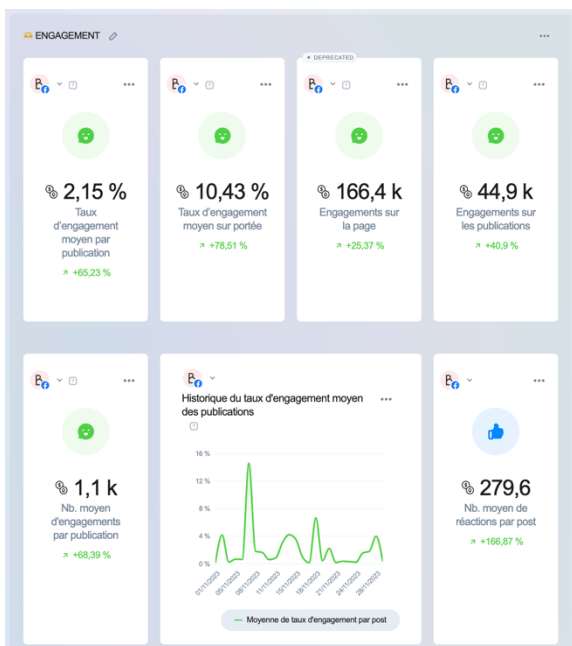 ENGAGEMENT
DEPRECATED
2,15 %
Taux
d'engagement
moyen par
publication
+65,23 %
10,43 %
Taux d'engagement
moyen sur portée
+78,51 %
166,4 k
Engagements sur
la page
+25,37 %
44,9 k
Engagements sur
les publications
+40,9 %
1,1 k
Nb. moyen
d'engagements
par publication
+68,39 %
Historique du taux d'engagement moyen
des publications
16 %
12 %
8 %
4 %
0 %
01/11/2023
05/11/2023
08/11/2023
11/11/2023
15/11/2023
18/11/2023
21/11/2023
24/11/2023
28/11/2023
Moyenne de taux d'engagement par post
279,6
Nb. moyen de
réactions par post
+166,87 %